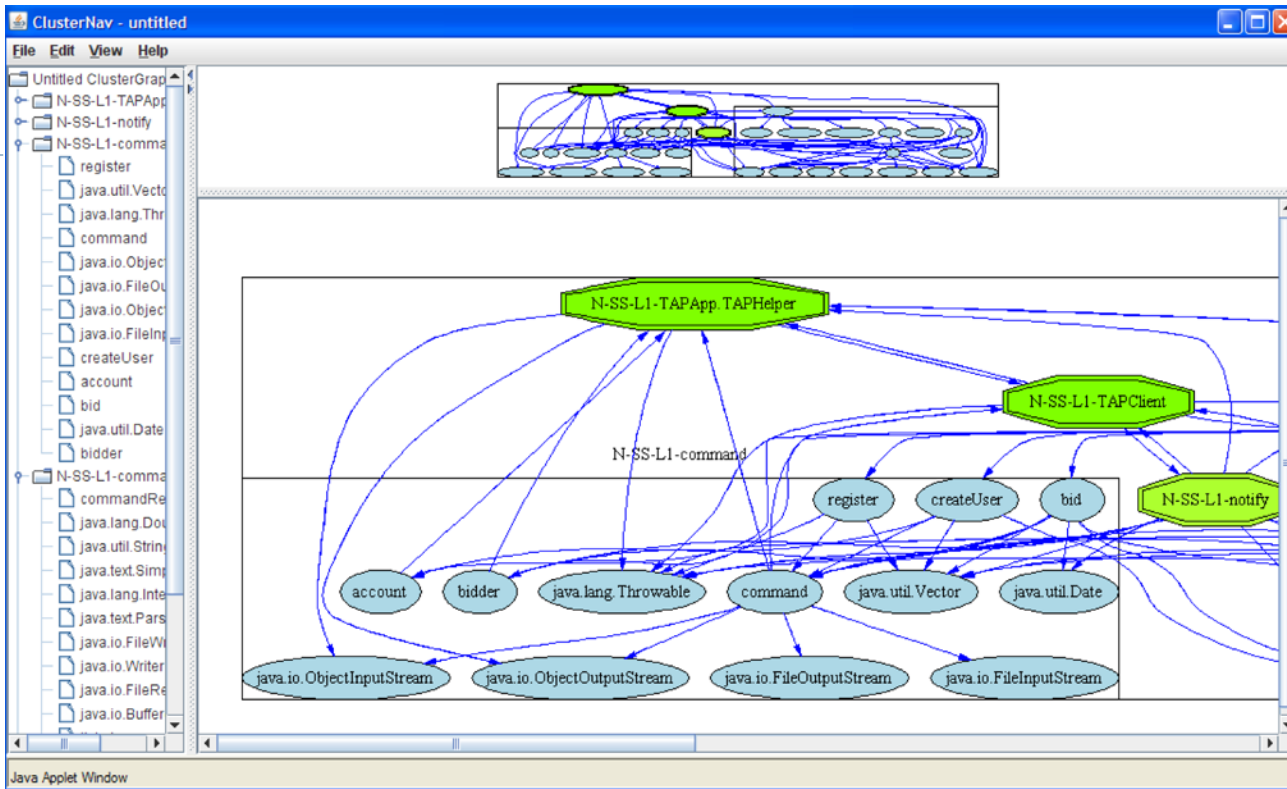 ClusterNav - untitled
File Edit View Help
Untitled ClusterGrap
N-SS-L1-TAPApp
N-SS-L1-notify
N-SS-L1-comma
register
java.util.Vecto
java.lang.Thr
command
java.io.Objec
java.io.FileOu
java.io.Objec
java.io.FileInp
createUser
account
bid
java.util.Date
bidder
N-SS-L1-comma
commandRe
java.lang.Dou
java.util.String
java.text.Simp
java.lang.Inte
java.text.Pars
java.io.FileWr
java.io.Writer
java.io.FileRe
java.io.Buffer
N-SS-L1-TAPApp.TAPHelper
N-SS-L1-TAPClient
N-SS-L1-command
register createUser bid N-SS-L1-notify
account bidder java.lang.Throwable command java.util.Vector java.util.Date
java.io.ObjectInputStream java.io.ObjectOutputStream java.io.FileOutputStream java.io.FileInputStream
Java Applet Window